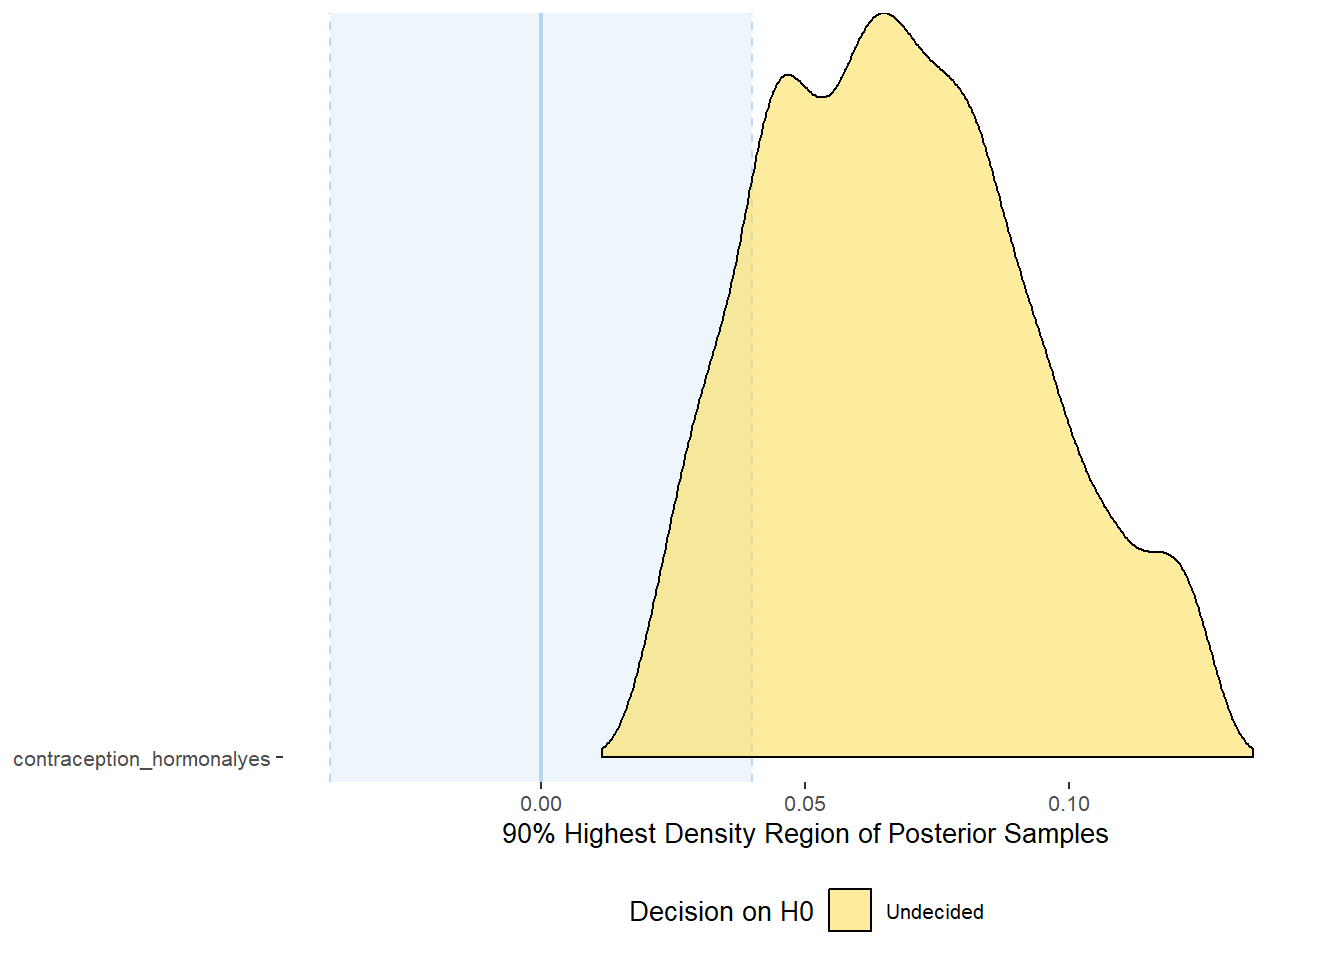 contraception_hormonalyes
0.00 0.05 0.10
90% Highest Density Region of Posterior Samples
Decision on H0 Undecided